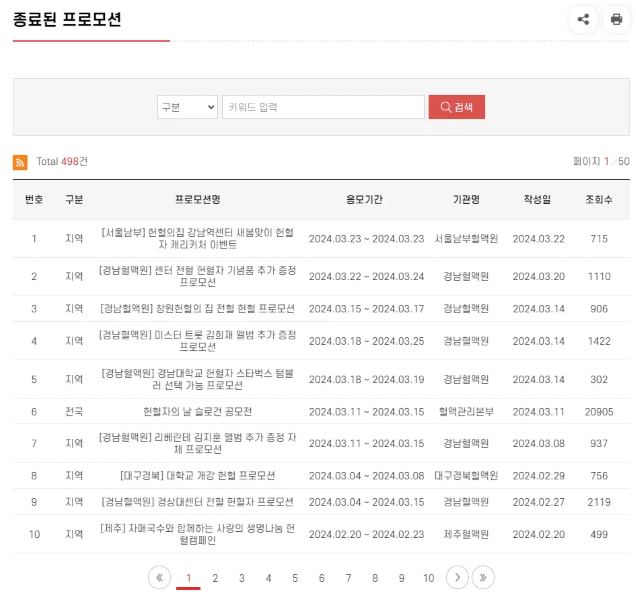 종료된 프로모션
구분 키워드 입력 검색
Total 498건 페이지 1 / 50
번호 구분 프로모션명 응모기간 기관명 작성일 조회수
1 지역 [서울남부] 헌혈의집 강남역센터 새봄맞이 헌혈
자 캐리커처 이벤트 2024.03.23 ~ 2024.03.23 서울남부혈액원 2024.03.22 715
2 지역 [경남혈액원] 센터 전혈 헌혈자 기념품 추가 증정
프로모션 2024.03.22 ~ 2024.03.24 경남혈액원 2024.03.20 1110
3 지역 [경남혈액원] 창원헌혈의 집 전혈 헌혈 프로모션 2024.03.15 ~ 2024.03.17 경남혈액원 2024.03.14 906
4 지역 [경남혈액원] 미스터 트롯 김희재 앨범 추가 증정
프로모션 2024.03.18 ~ 2024.03.25 경남혈액원 2024.03.14 1422
5 지역 [경남혈액원] 경남대학교 헌혈자 스타벅스 텀블
러 선택 가능 프로모션 2024.03.18 ~ 2024.03.19 경남혈액원 2024.03.14 302
6 전국 헌혈자의 날 슬로건 공모전 2024.03.11 ~ 2024.03.15 혈액관리본부 2024.03.11 20905
7 지역 [경남혈액원] 리베란테 김지훈 앨범 추가 증정 자
체 프로모션 2024.03.11 ~ 2024.03.15 경남혈액원 2024.03.08 937
8 지역 [대구경북] 대학교 개강 헌혈 프로모션 2024.03.04 ~ 2024.03.08 대구경북혈액원 2024.02.29 756
9 지역 [경남혈액원] 경상대센터 전혈 헌혈자 프로모션 2024.03.04 ~ 2024.03.15 경남혈액원 2024.02.27 2119
10 지역 [제주] 자매국수와 함께하는 사랑의 생명나눔 헌
혈캠페인 2024.02.20 ~ 2024.02.23 제주혈액원 2024.02.20 499
1 2 3 4 5 6 7 8 9 10